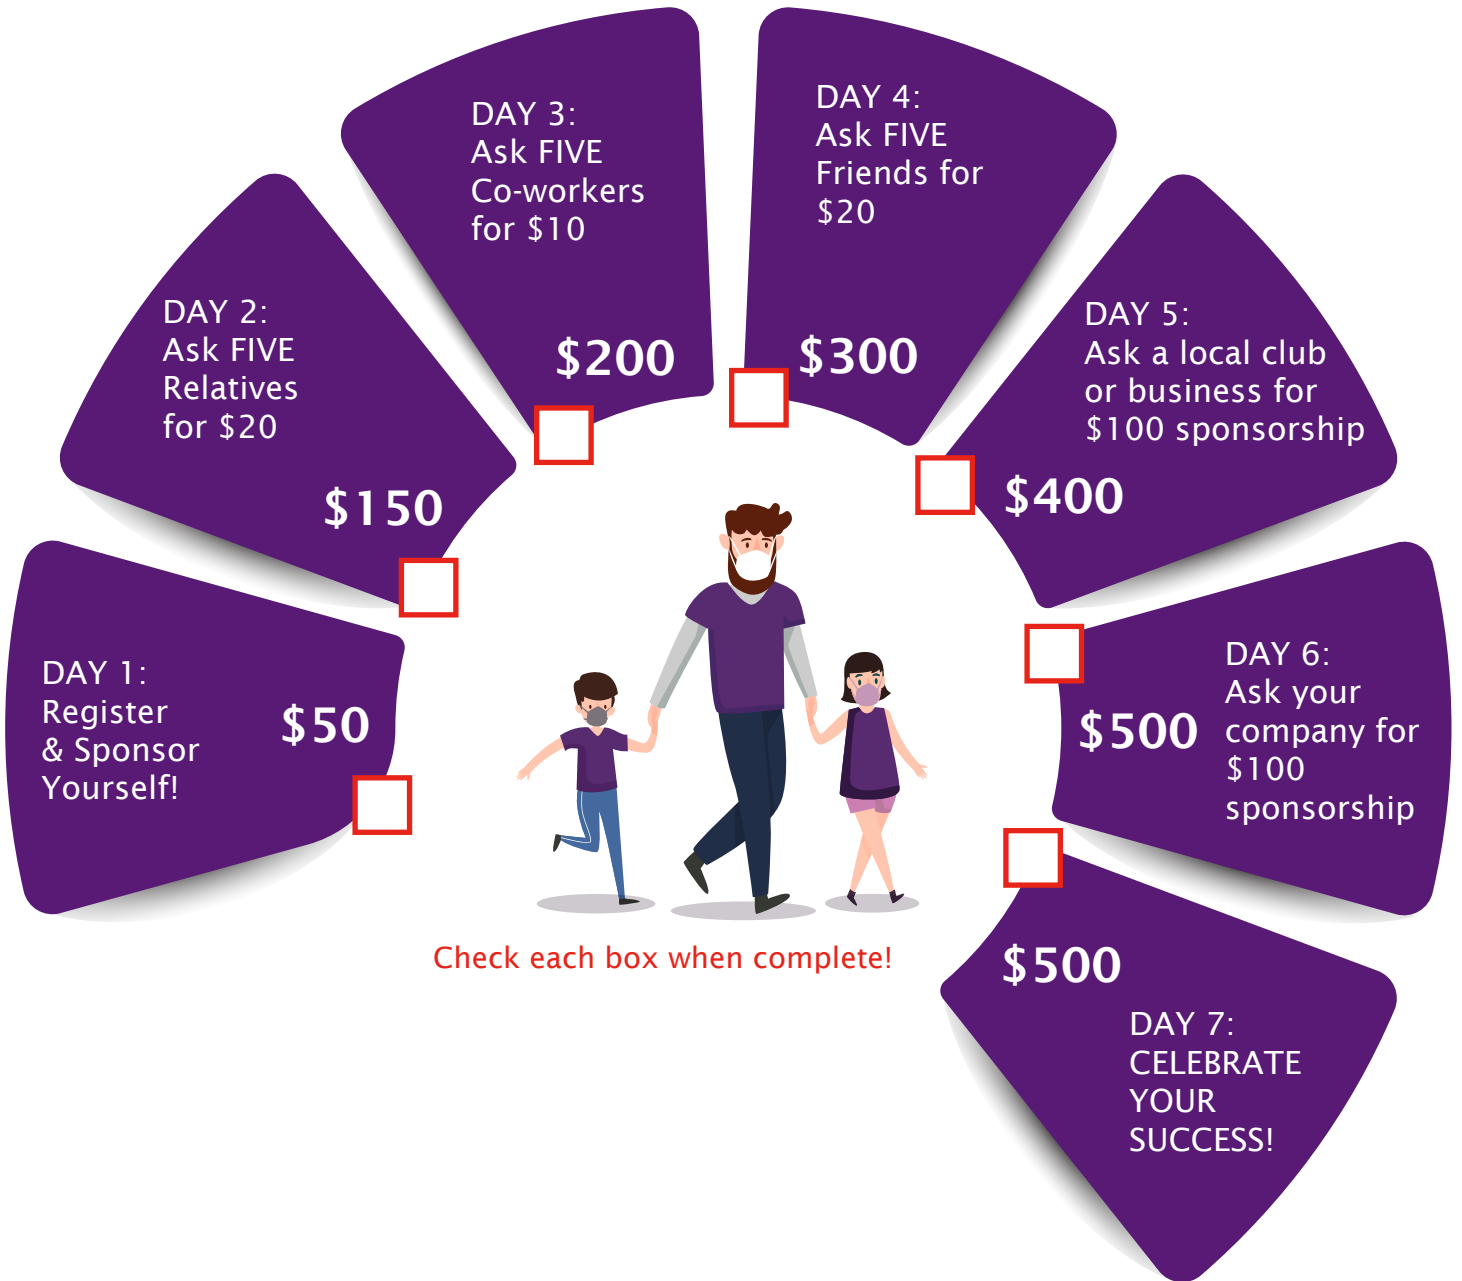 DAY 1:
Register
& Sponsor
Yourself!
$50
DAY 2:
Ask FIVE
Relatives
for $20
$150
DAY 3:
Ask FIVE
Co-workers
for $10
$200
DAY 4:
Ask FIVE
Friends for
$20
$300
DAY 5:
Ask a local club
or business for
$100 sponsorship
$400
DAY 6:
Ask your
company for
$100
sponsorship
$500
$500
DAY 7:
CELEBRATE
YOUR
SUCCESS!
Check each box when complete!